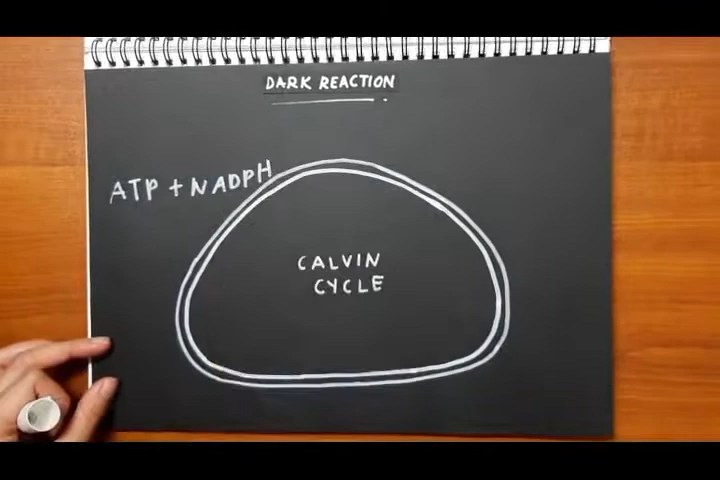 DARK REACTION
ATP + NADPH
CALVIN
CYCLE